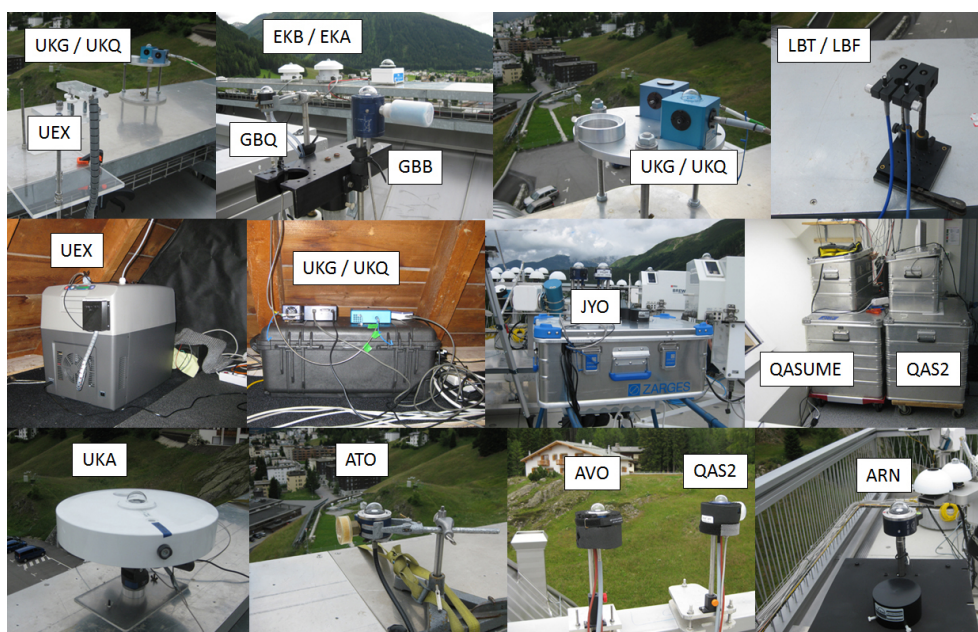 UKG / UKQ
UEX
EKB / EKA
GBQ
GBB
UKG / UKQ
LBT / LBF
UEX
UKG / UKQ
JYO
ZARGES
QASUME
QAS2
UKA
ATO
AVO
QAS2
ARN